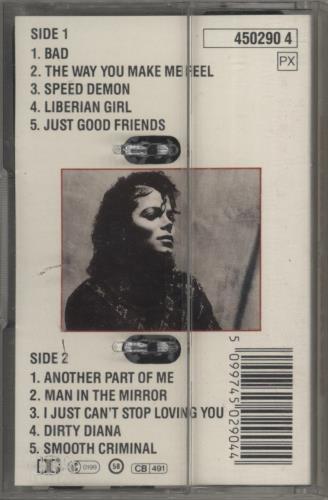 SIDE 1
450290 4
PX
1. BAD
2. THE WAY YOU MAKE ME FEEL
3. SPEED DEMON
4. LIBERIAN GIRL
5. JUST GOOD FRIENDS
SIDE 2
1. ANOTHER PART OF ME
2. MAN IN THE MIRROR
3. I JUST CAN'T STOP LOVING YOU
4. DIRTY DIANA
5. SMOOTH CRIMINAL
5 099745 029044
0199
58
CB 491